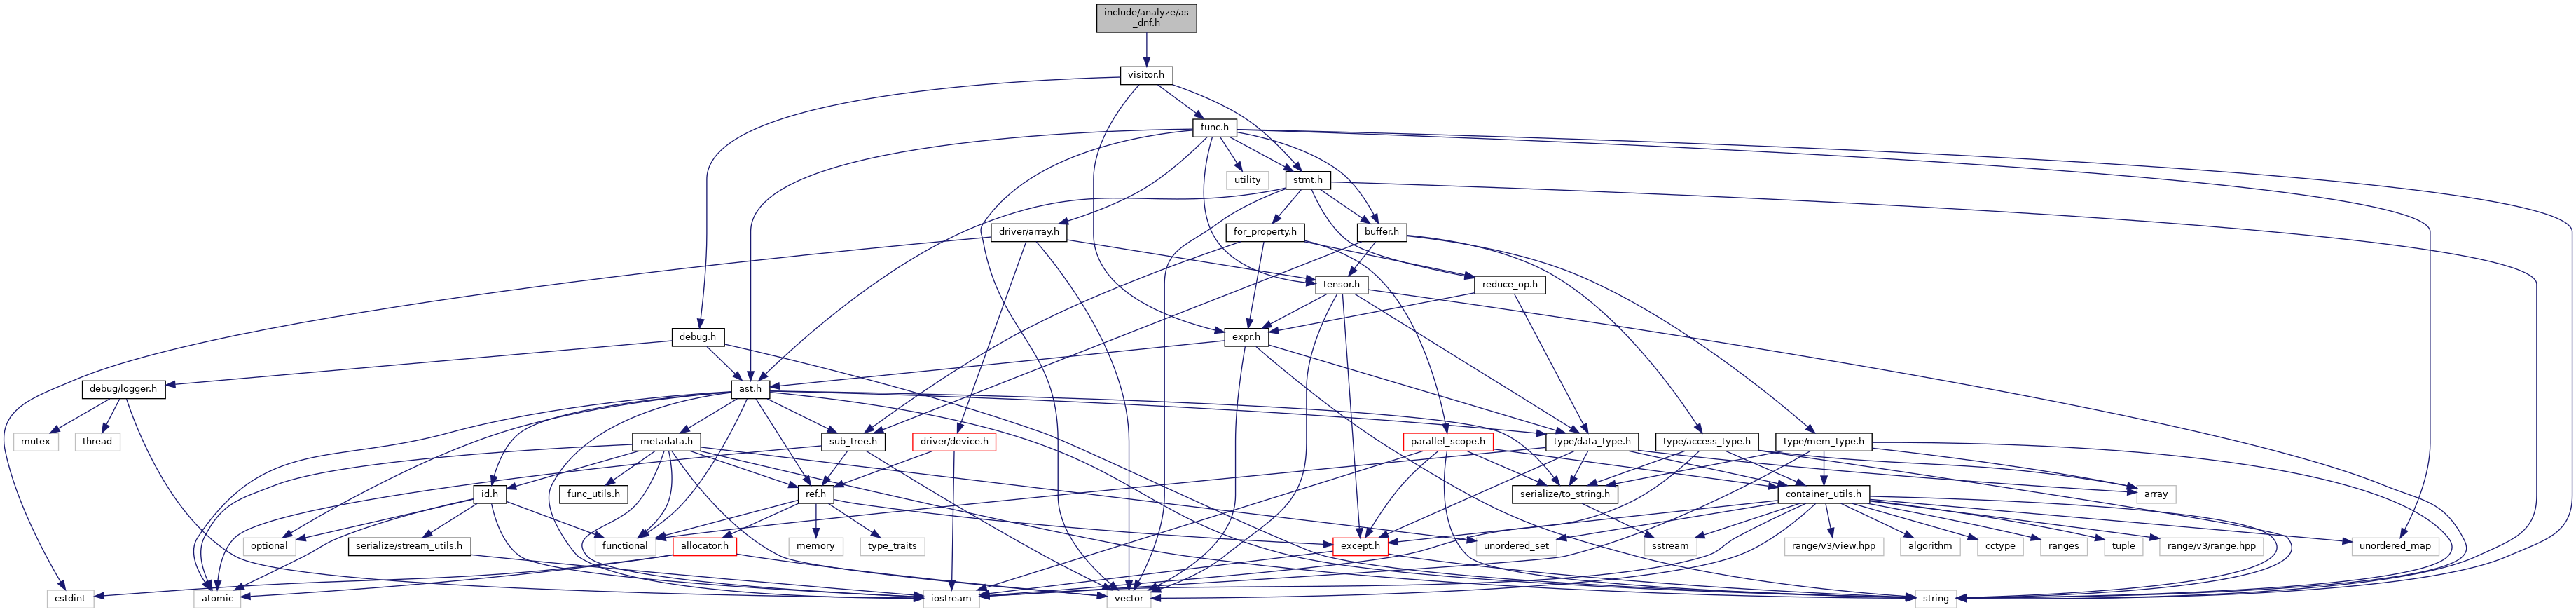 include/analyze/as
_dnf.h
visitor.h
func.h
utility
stmt.h
driver/array.h
for_property.h
buffer.h
tensor.h
reduce_op.h
debug.h
expr.h
debug/logger.h
ast.h
mutex
thread
metadata.h
sub_tree.h
driver/device.h
parallel_scope.h
type/data_type.h
type/access_type.h
type/mem_type.h
id.h
func_utils.h
ref.h
serialize/to_string.h
container_utils.h
array
optional
serialize/stream_utils.h
functional
allocator.h
memory
type_traits
except.h
unordered_set
sstream
range/v3/view.hpp
algorithm
cctype
ranges
tuple
range/v3/range.hpp
unordered_map
cstdint
atomic
iostream
vector
string